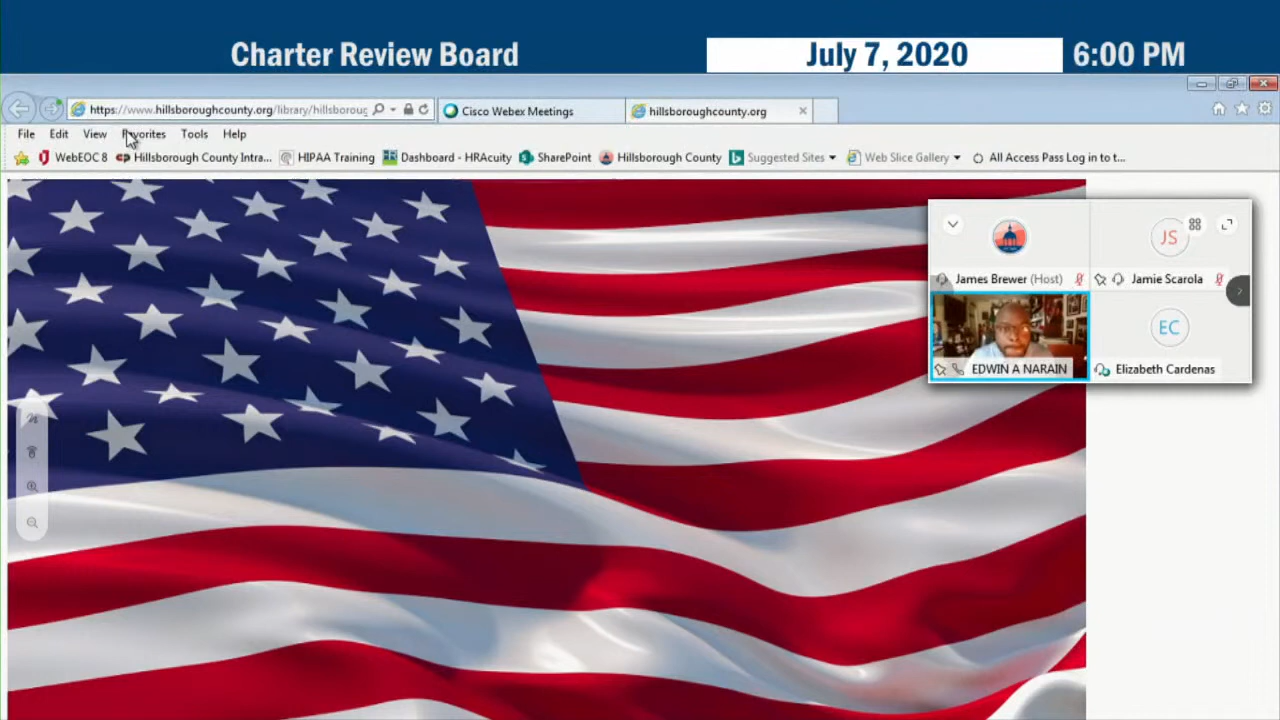 Charter Review Board
July 7, 2020
6:00 PM
https://www.hillsboroughcounty.org/library/hillsboroug
Cisco Webex Meetings
hillsboroughcounty.org
File Edit View Favorites Tools Help
WebEOC 8 Hillsborough County Intra... HIPAA Training Dashboard - HRAcuity SharePoint Hillsborough County Suggested Sites Web Slice Gallery All Access Pass Log in to t...
JS
James Brewer (Host)
Jamie Scarola
EC
EDWIN A NARAIN
Elizabeth Cardenas